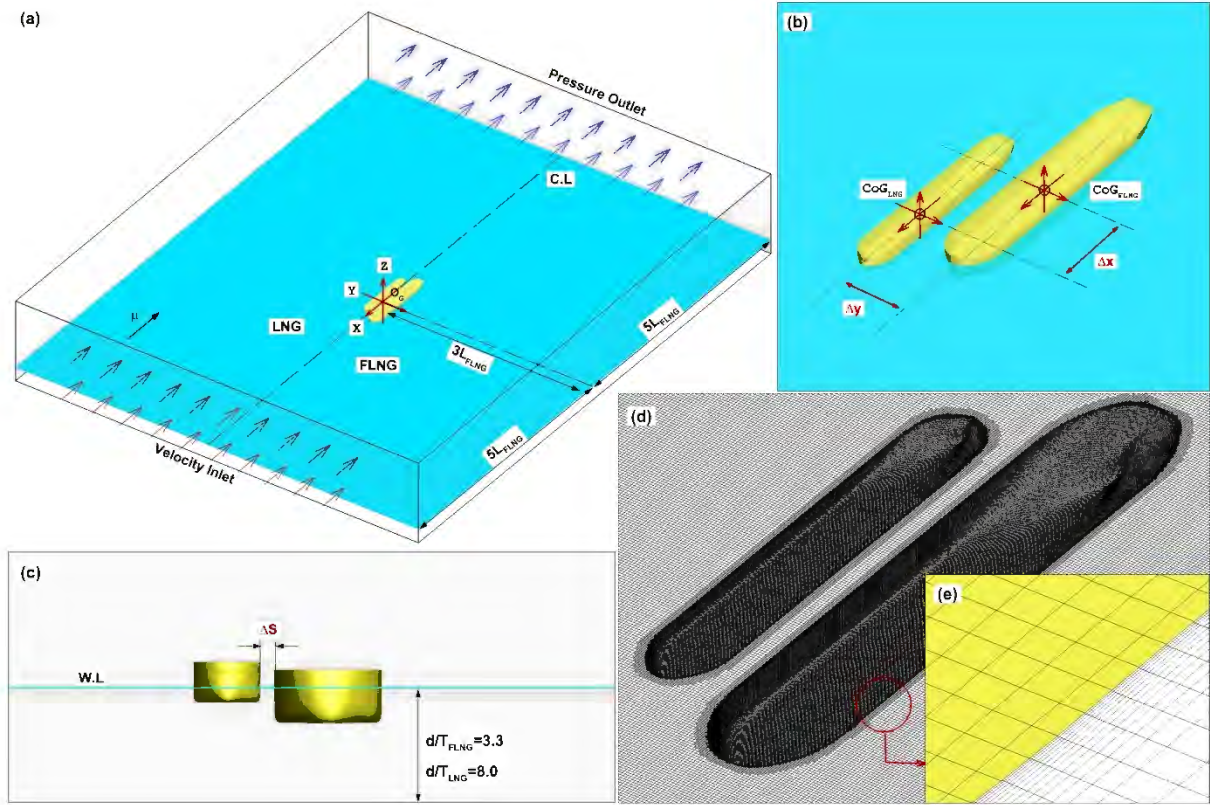 (a)
Pressure Outlet
C.L
Z
Y
O_G
X
μ
LNG
FLNG
3L_FLNG
5L_FLNG
5L_FLNG
Velocity Inlet
(b)
CoG_LNG
CoG_FLNG
Δx
Δy
(c)
ΔS
W.L
d/T_FLNG=3.3
d/T_LNG=8.0
(d)
(e)